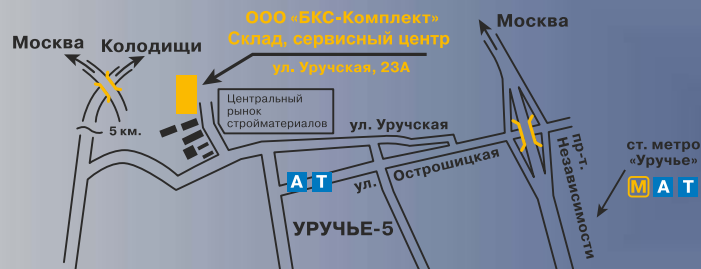 ООО «БКС-Комплект»
Склад, сервисный центр
ул. Уручская, 23А
Москва
Колодищи
Москва
5 км.
Центральный
рынок
стройматериалов
ул. Уручская
ул. Острошицкая
пр-т. Независимости
ст. метро
«Уручье»
М А Т
А Т
УРУЧЬЕ-5